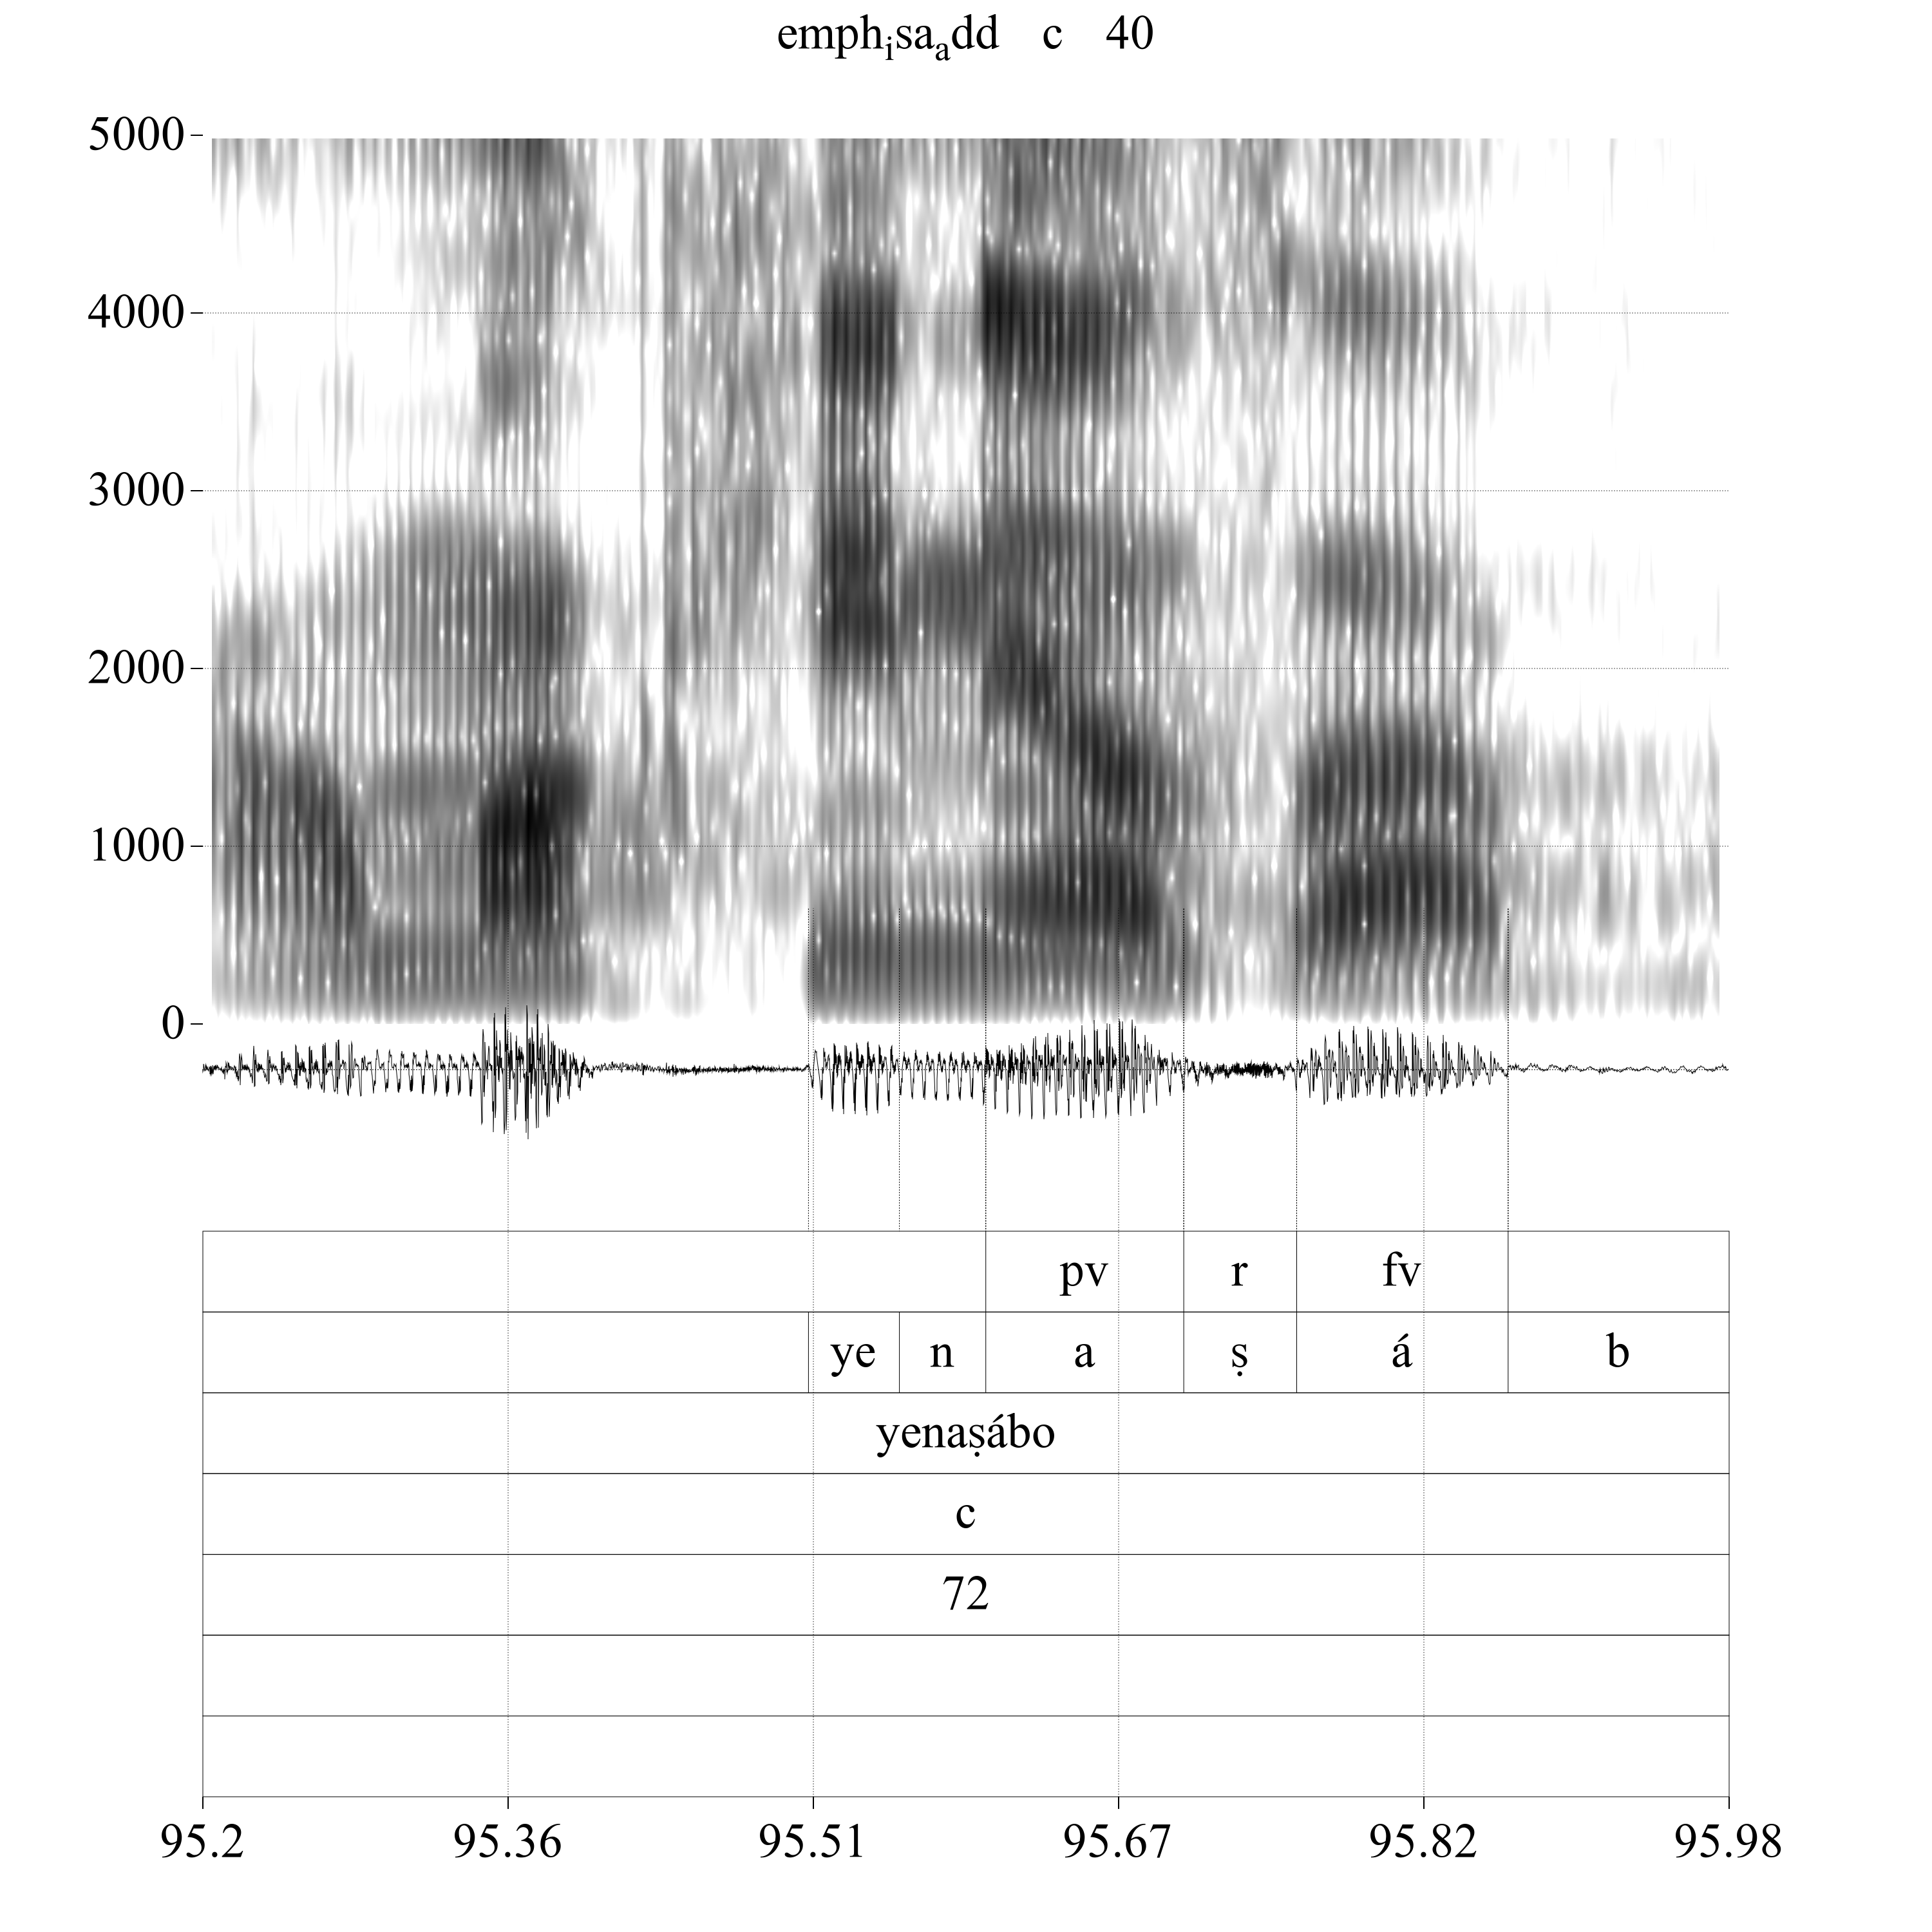 emphᵢsaₐdd c 40
5000
4000
3000
2000
1000
0
pv r fv
ye n a ṣ á b
yenaṣábo
c
72
95.2 95.36 95.51 95.67 95.82 95.98